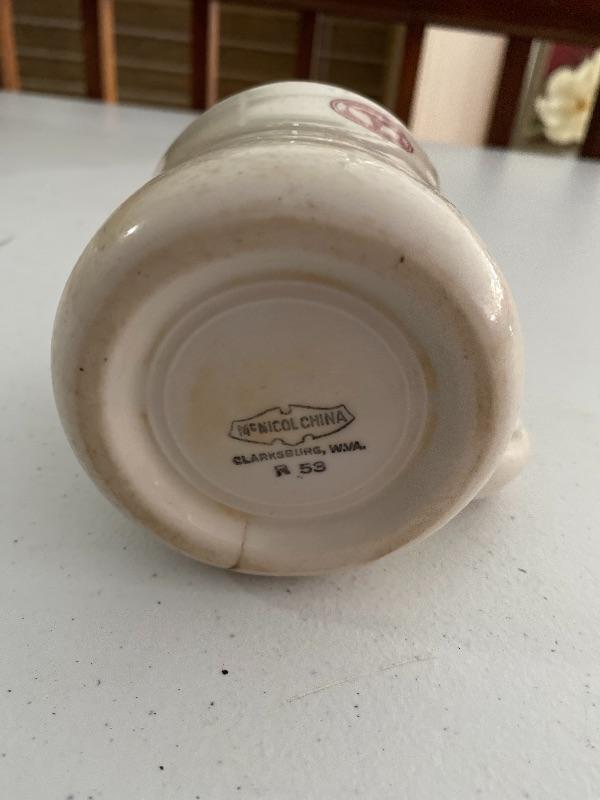 McNICOL CHINA
CLARKSBURG, W.VA.
R 53